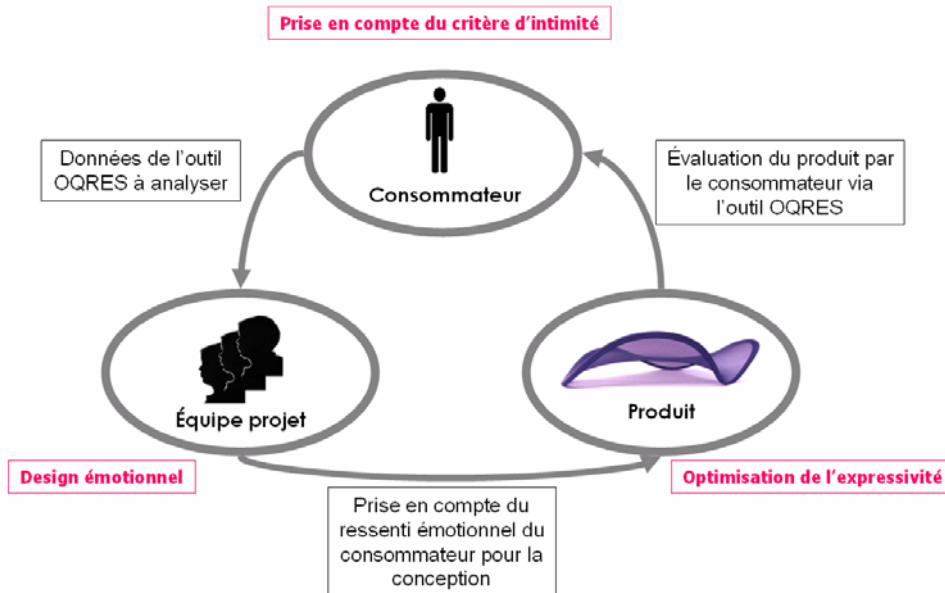 Prise en compte du critère d’intimité
Consommateur
Données de l’outil
OQRES à analyser
Évaluation du produit par
le consommateur via
l’outil OQRES
Équipe projet
Produit
Design émotionnel
Optimisation de l’expressivité
Prise en compte du
ressenti émotionnel du
consommateur pour la
conception